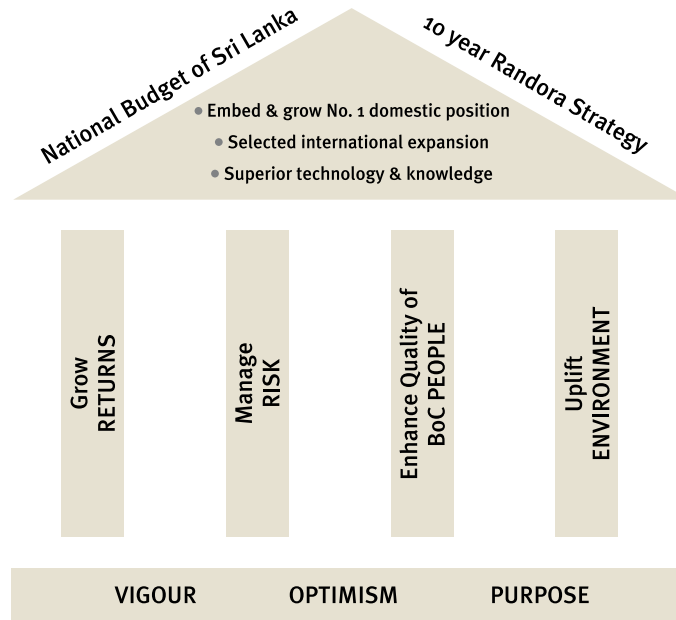 National Budget of Sri Lanka
10 year Randora Strategy
• Embed & grow No. 1 domestic position
• Selected international expansion
• Superior technology & knowledge
Grow
RETURNS
Manage
RISK
Enhance Quality of
BoC PEOPLE
Uplift
ENVIRONMENT
VIGOUR OPTIMISM PURPOSE